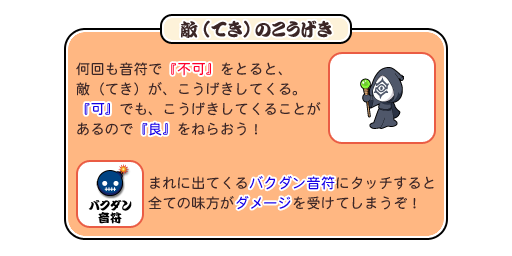 敵（てき）のこうげき
何回も音符で『不可』をとると、
敵（てき）が、こうげきしてくる。
『可』でも、こうげきしてくることが
あるので『良』をねらおう！
バクダン
音符
まれに出てくるバクダン音符にタッチすると
全ての味方がダメージを受けてしまうぞ！